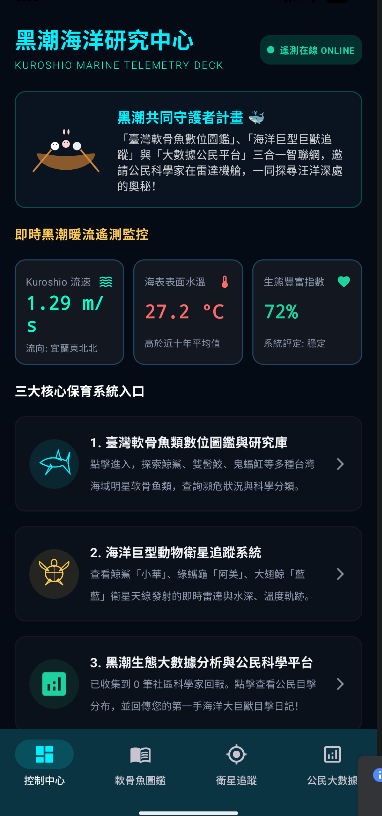 黑潮海洋研究中心
KUROSHIO MARINE TELEMETRY DECK
遙測在線 ONLINE
黑潮共同守護者計畫
「臺灣軟骨魚數位圖鑑」、「海洋巨型巨獸追
蹤」與「大數據公民平台」三合一智聯網，邀
請公民科學家在雷達機艙，一同探尋汪洋深處
的奧秘！
即時黑潮暖流遙測監控
Kuroshio 流速
1.29 m/
s
流向: 宜蘭東北北
海表表面水溫
27.2 °C
高於近十年平均值
生態豐富指數
72%
系統評定: 穩定
三大核心保育系統入口
1. 臺灣軟骨魚類數位圖鑑與研究庫
點擊進入，探索鯨鯊、雙髻鮫、鬼蝠魟等多種台灣
海域明星软骨魚類，查詢瀕危狀況與科學分類。
2. 海洋巨型動物衛星追蹤系統
查看鯨鯊「小華」、綠蠵龜「阿美」、大翅鯨「藍
藍」衛星天線發射的即時雷達與水深、溫度軌跡。
3. 黑潮生態大數據分析與公民科學平台
已收集到 0 筆社區科學家回報。點擊查看公民目擊
分布，並回傳您的第一手海洋大巨獸目擊日記！
控制中心
軟骨魚圖鑑
衛星追蹤
公民大數據